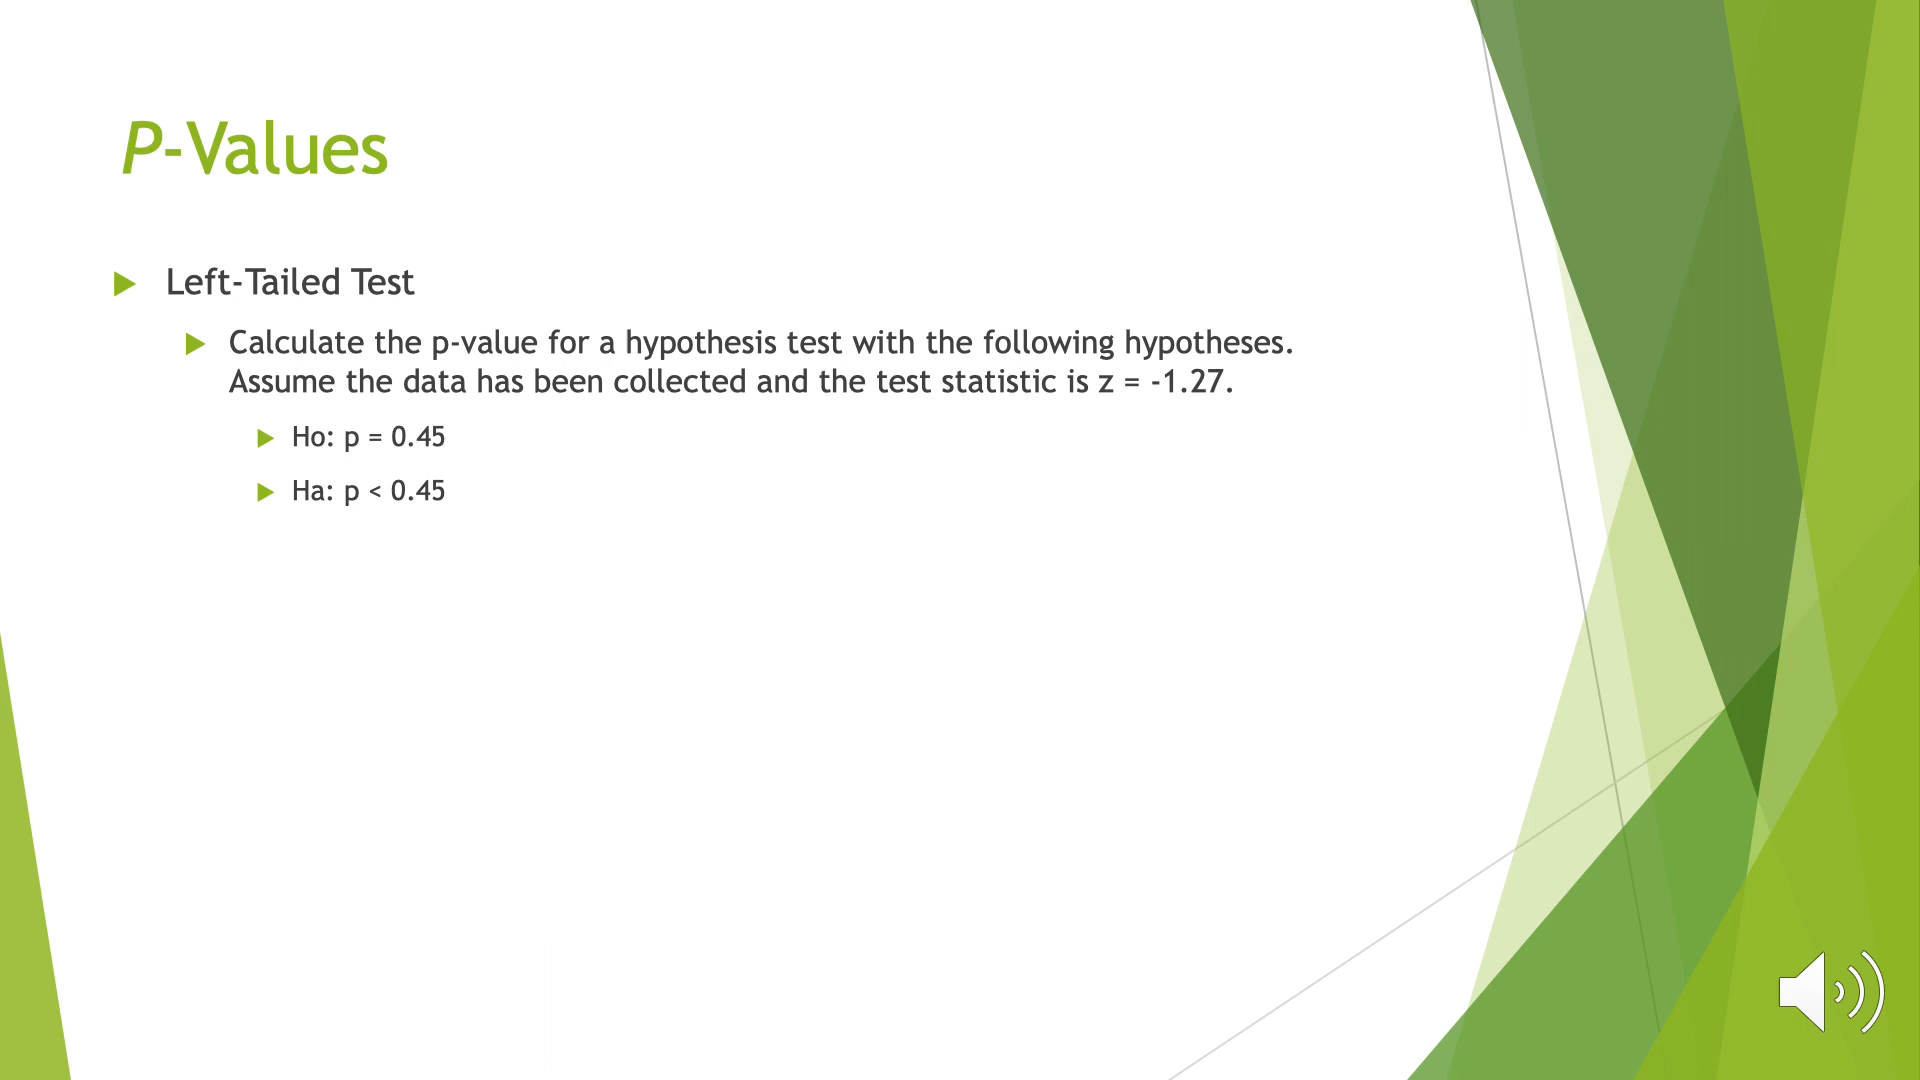 P-Values
Left-Tailed Test
Calculate the p-value for a hypothesis test with the following hypotheses.
Assume the data has been collected and the test statistic is z = -1.27.
Ho: p = 0.45
Ha: p < 0.45